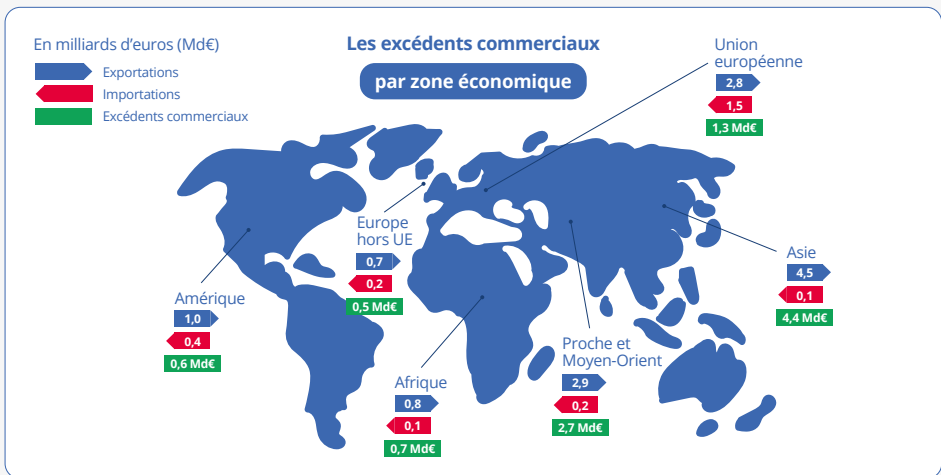 En milliards d'euros (Md€)
Exportations
Importations
Excédents commerciaux
Les excédents commerciaux
par zone économique
Union
européenne
2,8
1,5
1,3 Md€
Europe
hors UE
0,7
0,2
0,5 Md€
Asie
4,5
0,1
4,4 Md€
Amérique
1,0
0,4
0,6 Md€
Proche et
Moyen-Orient
2,9
0,2
2,7 Md€
Afrique
0,8
0,1
0,7 Md€